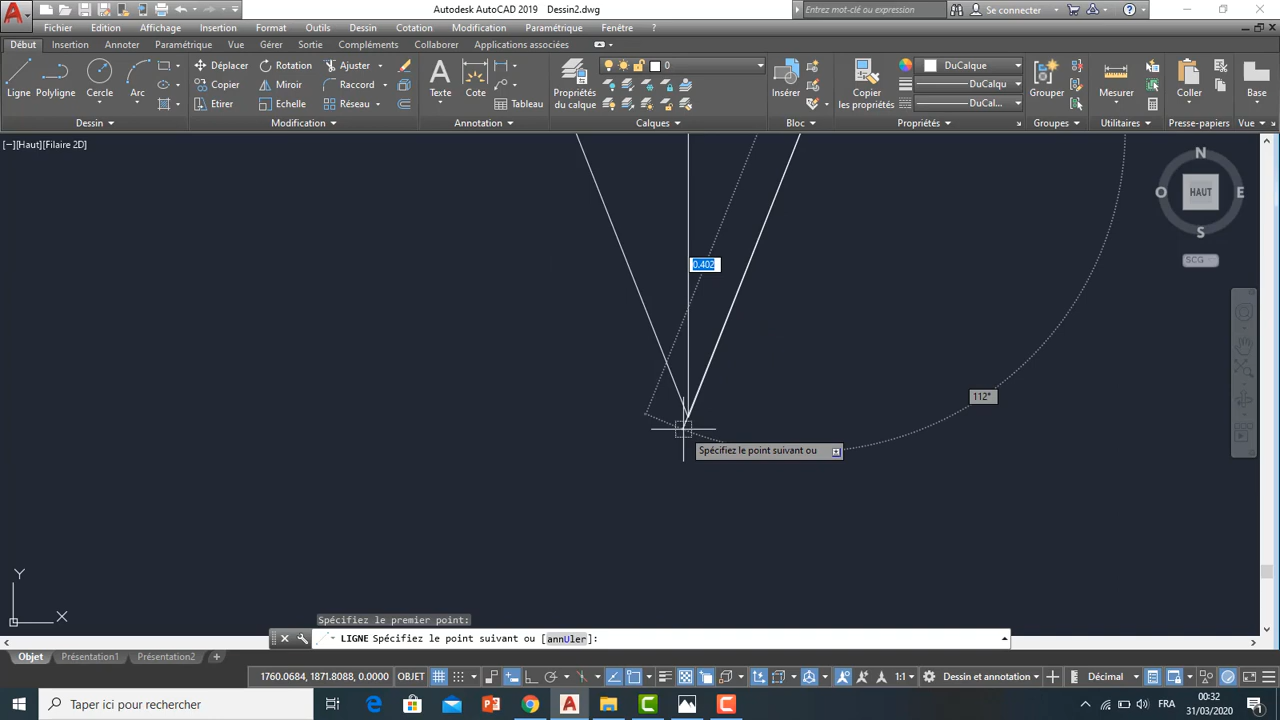 Autodesk AutoCAD 2019 Dessin2.dwg
Entrez mot-clé ou expression
Se connecter
Fichier Edition Affichage Insertion Format Outils Dessin Cotation Modification Paramétrique Fenêtre
Début Insertion Annoter Paramétrique Vue Gérer Sortie Compléments Collaborer Applications associées
Ligne Polyligne Cercle Arc
Déplacer Rotation Ajuster
Copier Miroir Raccord
Etirer Echelle Réseau
Texte Cote Tableau
Propriétés du calque
0
Insérer
Copier les propriétés
DuCalque
DuCalqu
DuCal...
Grouper
Mesurer
Coller
Base
Dessin Modification Annotation Calques Bloc Propriétés Groupes Utilitaires Presse-papiers Vue
[−][Haut][Filaire 2D]
N
O HAUT E
S
SCG
0.402
112°
Spécifiez le point suivant ou
Y
X
Spécifiez le premier point:
LIGNE Spécifiez le point suivant ou [annUler]:
Objet Présentation1 Présentation2 +
1760.0684, 1871.8088, 0.0000 OBJET 1:1 Dessin et annotation Décimal
Taper ici pour rechercher
FRA
00:32
31/03/2020
1